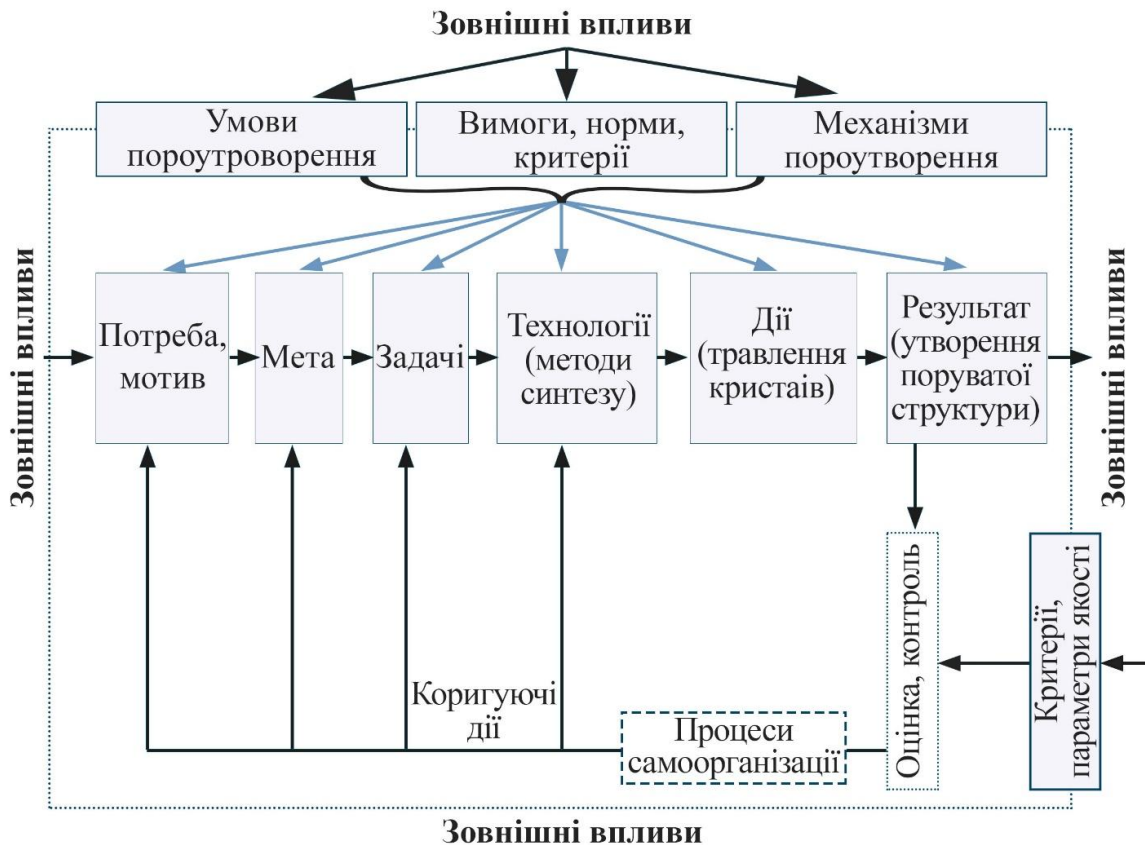 Зовнішні впливи
Умови
пороутроворення
Вимоги, норми,
критерії
Механізми
пороутворення
Зовнішні впливи
Потреба,
мотив
Мета
Задачі
Технології
(методи
синтезу)
Дії
(травлення
кристаів)
Результат
(утворення
поруватої
структури)
Зовнішні впливи
Оцінка, контроль
Критерії,
параметри якості
Коригуючі
дії
Процеси
самоорганізації
Зовнішні впливи